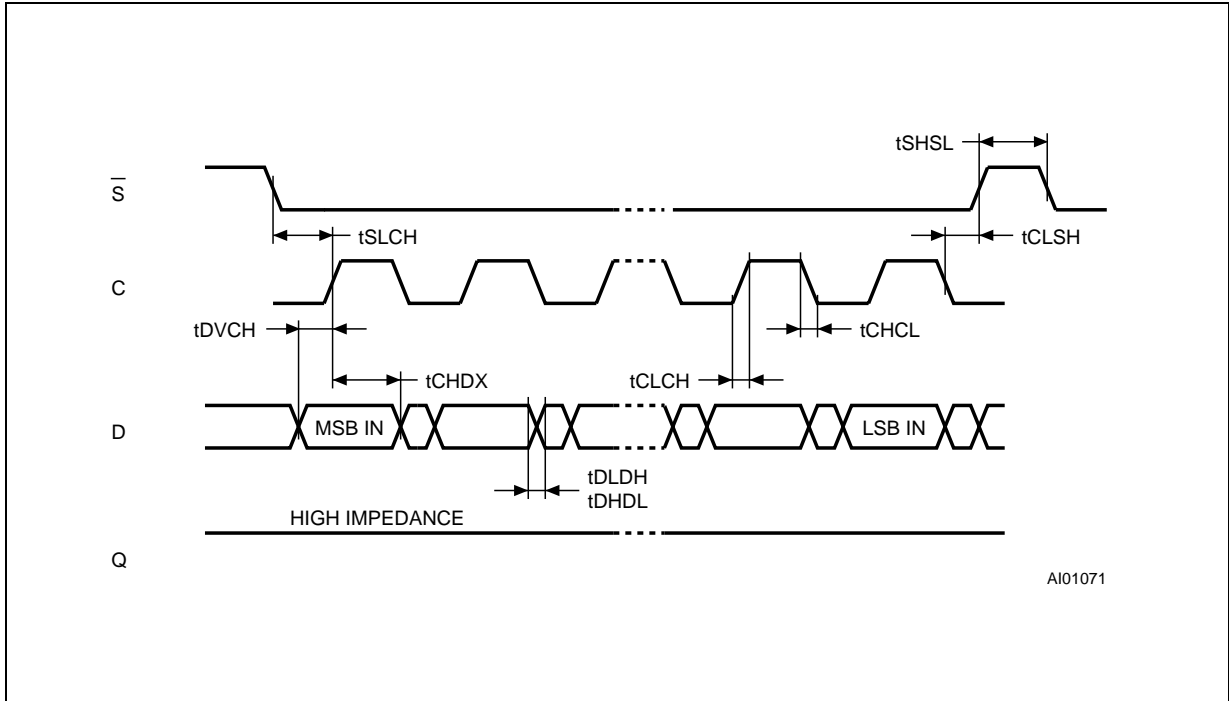 tSHSL
S̅
tSLCH
tCLSH
C
tDVCH
tCHCL
tCHDX
tCLCH
D
MSB IN
LSB IN
tDLDH
tDHDL
HIGH IMPEDANCE
Q
AI01071